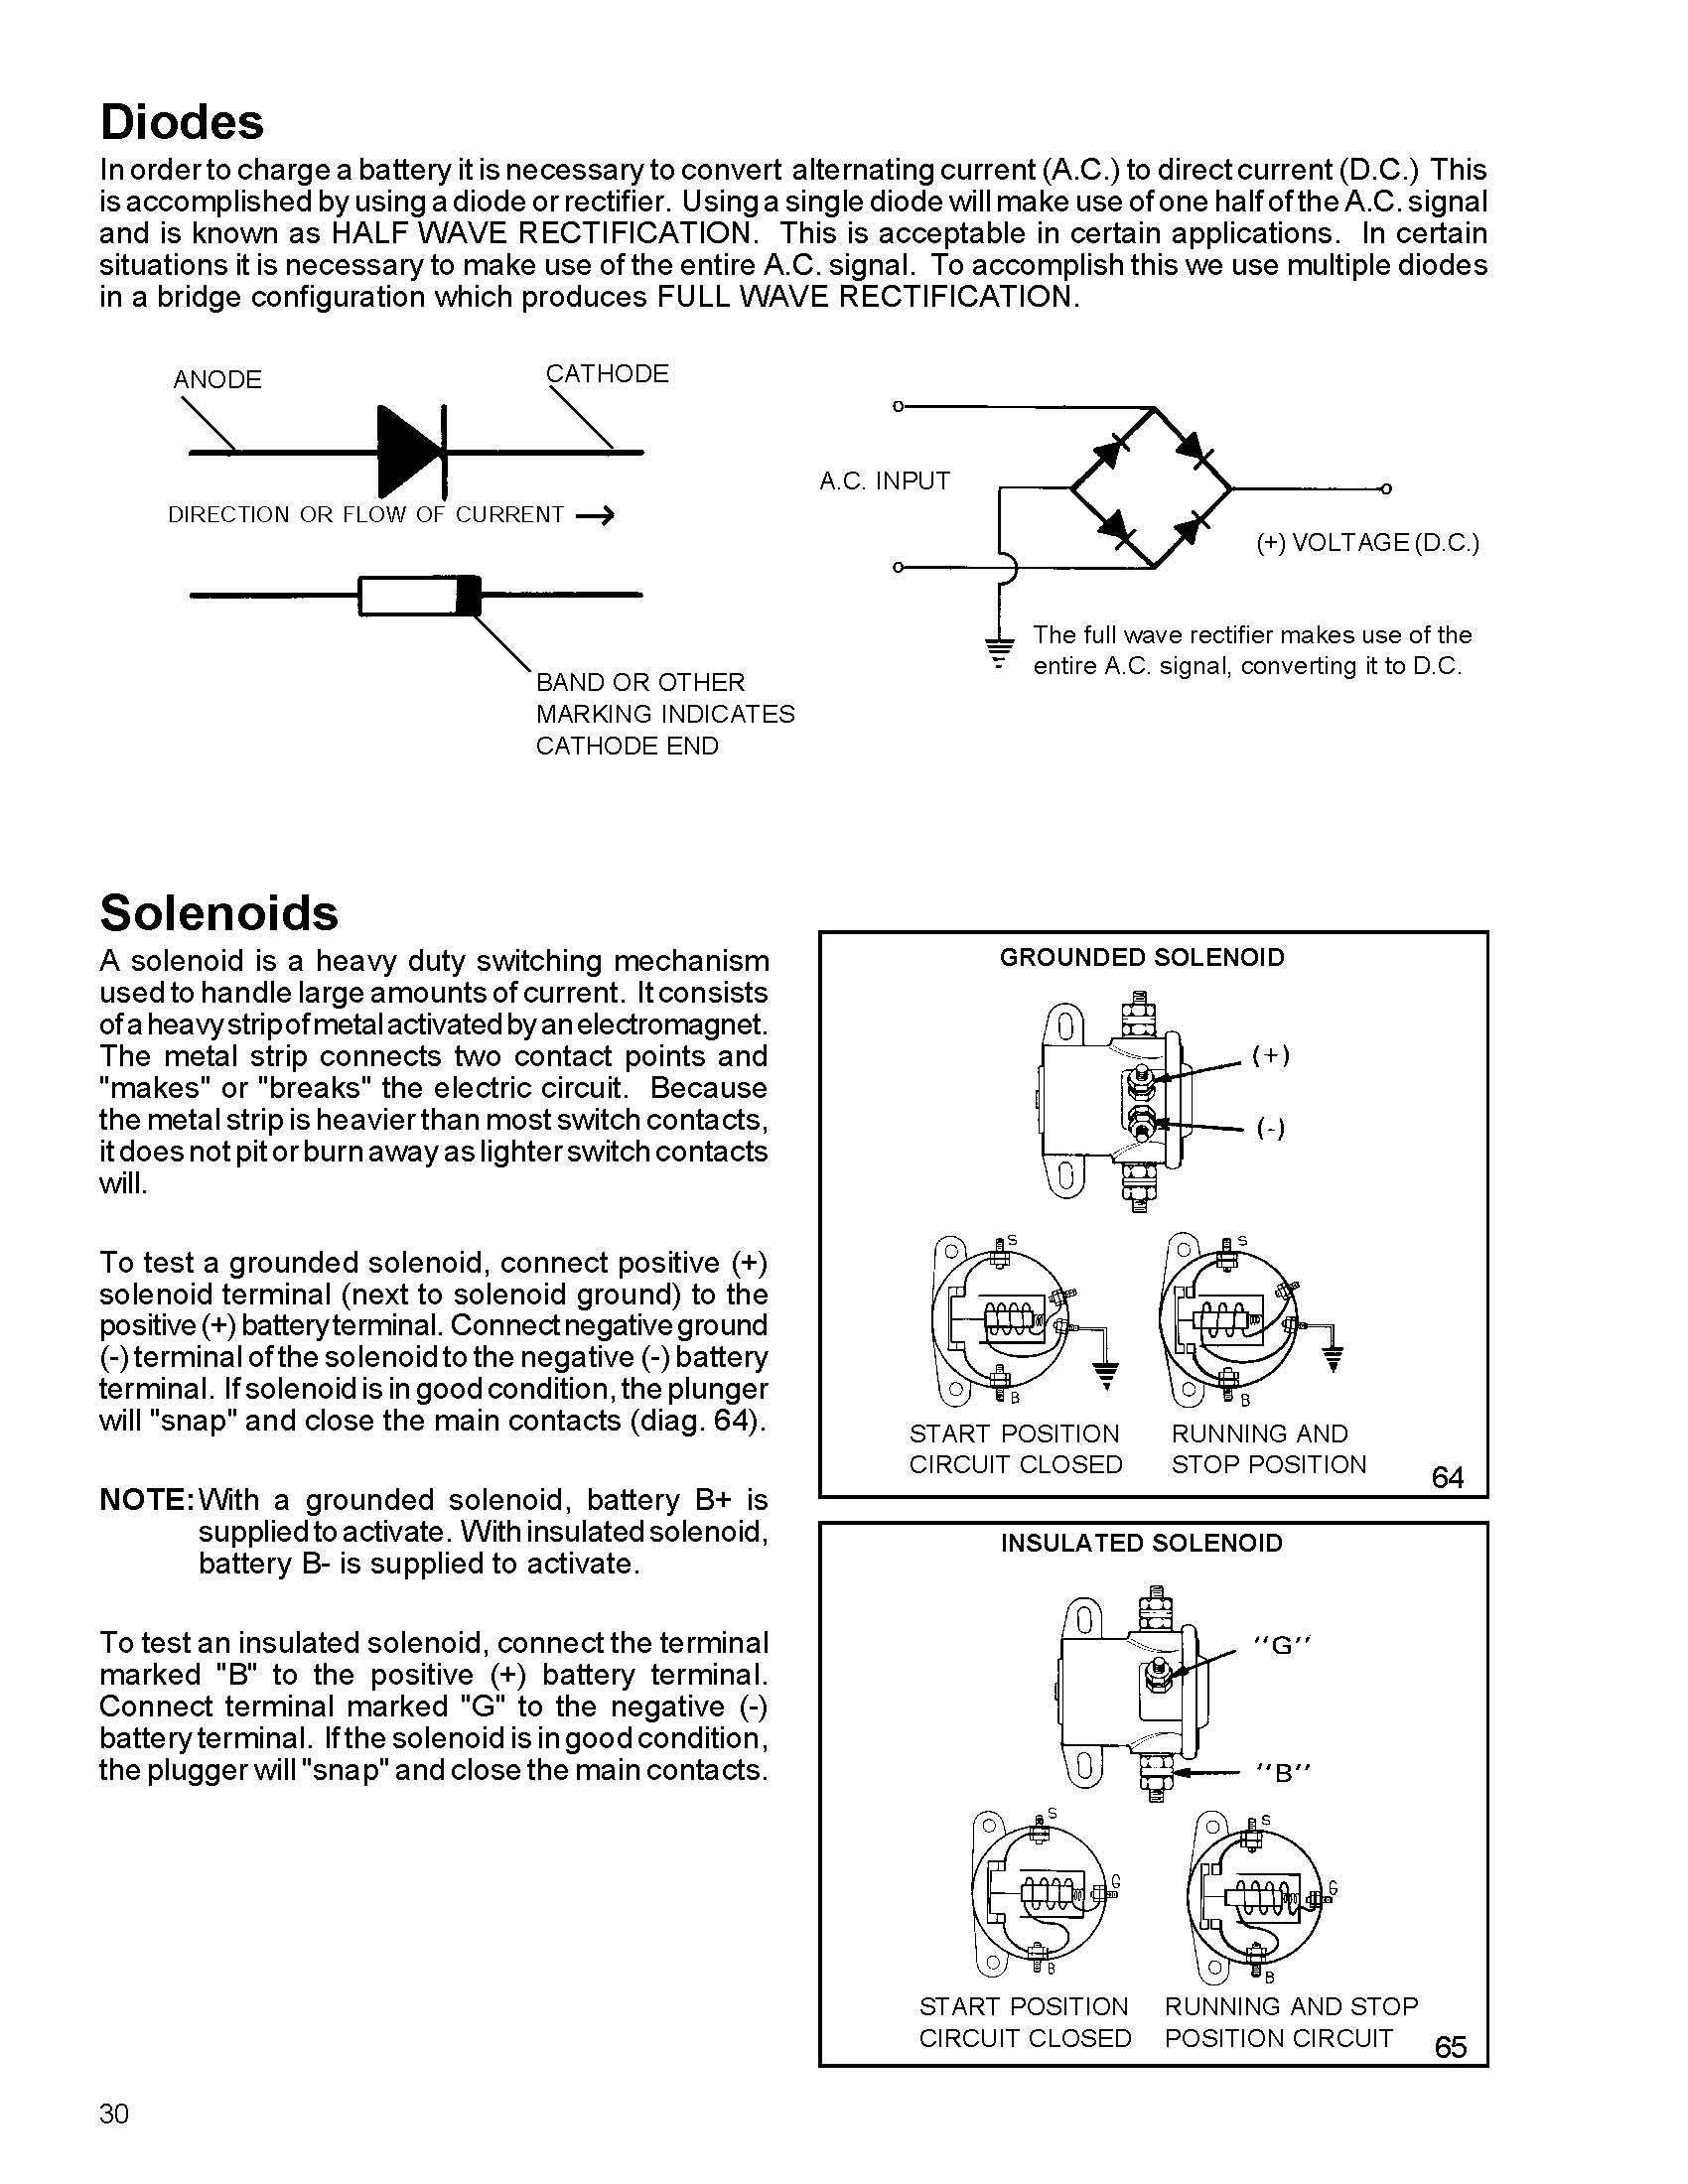 Diodes
In order to charge a battery it is necessary to convert alternating current (A.C.) to direct current (D.C.) This
is accomplished by using a diode or rectifier. Using a single diode will make use of one half of the A.C. signal
and is known as HALF WAVE RECTIFICATION. This is acceptable in certain applications. In certain
situations it is necessary to make use of the entire A.C. signal. To accomplish this we use multiple diodes
in a bridge configuration which produces FULL WAVE RECTIFICATION.
ANODE
CATHODE
DIRECTION OR FLOW OF CURRENT
BAND OR OTHER
MARKING INDICATES
CATHODE END
A.C. INPUT
(+) VOLTAGE (D.C.)
The full wave rectifier makes use of the
entire A.C. signal, converting it to D.C.
Solenoids
A solenoid is a heavy duty switching mechanism
used to handle large amounts of current. It consists
of a heavy strip of metal activated by an electromagnet.
The metal strip connects two contact points and
"makes" or "breaks" the electric circuit. Because
the metal strip is heavier than most switch contacts,
it does not pit or burn away as lighter switch contacts
will.
To test a grounded solenoid, connect positive (+)
solenoid terminal (next to solenoid ground) to the
positive (+) battery terminal. Connect negative ground
(-) terminal of the solenoid to the negative (-) battery
terminal. If solenoid is in good condition, the plunger
will "snap" and close the main contacts (diag. 64).
NOTE: With a grounded solenoid, battery B+ is
supplied to activate. With insulated solenoid,
battery B- is supplied to activate.
To test an insulated solenoid, connect the terminal
marked "B" to the positive (+) battery terminal.
Connect terminal marked "G" to the negative (-)
battery terminal. If the solenoid is in good condition,
the plugger will "snap" and close the main contacts.
GROUNDED SOLENOID
(+)
(-)
S
B
S
B
START POSITION
CIRCUIT CLOSED
RUNNING AND
STOP POSITION
64
INSULATED SOLENOID
"G"
"B"
S
G
B
S
G
B
START POSITION
CIRCUIT CLOSED
RUNNING AND STOP
POSITION CIRCUIT
65
30